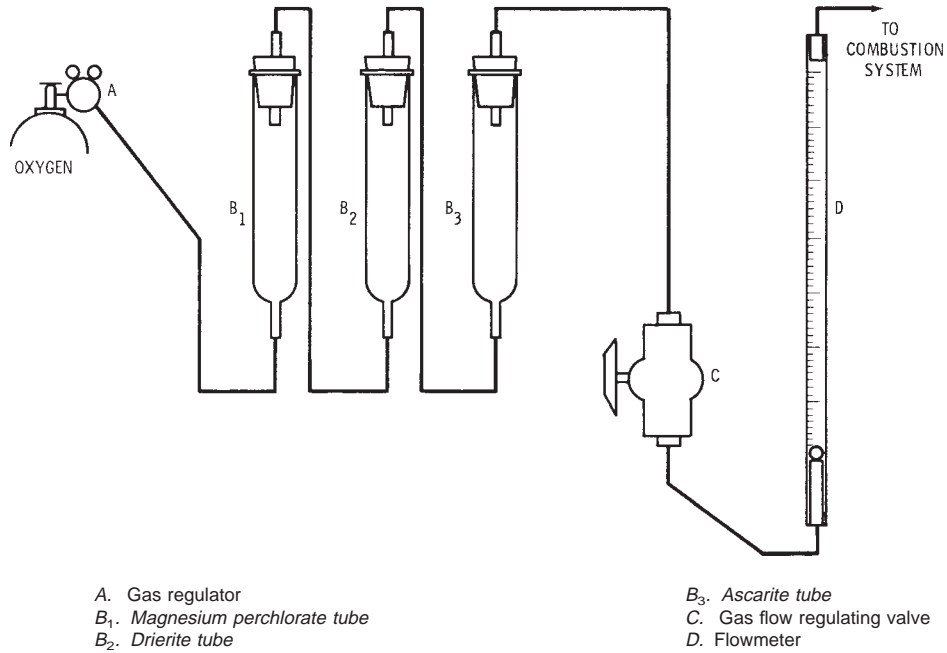 TO
COMBUSTION
SYSTEM
A
OXYGEN
B₁
B₂
B₃
D
C
A. Gas regulator
B₁. Magnesium perchlorate tube
B₂. Drierite tube
B₃. Ascarite tube
C. Gas flow regulating valve
D. Flowmeter